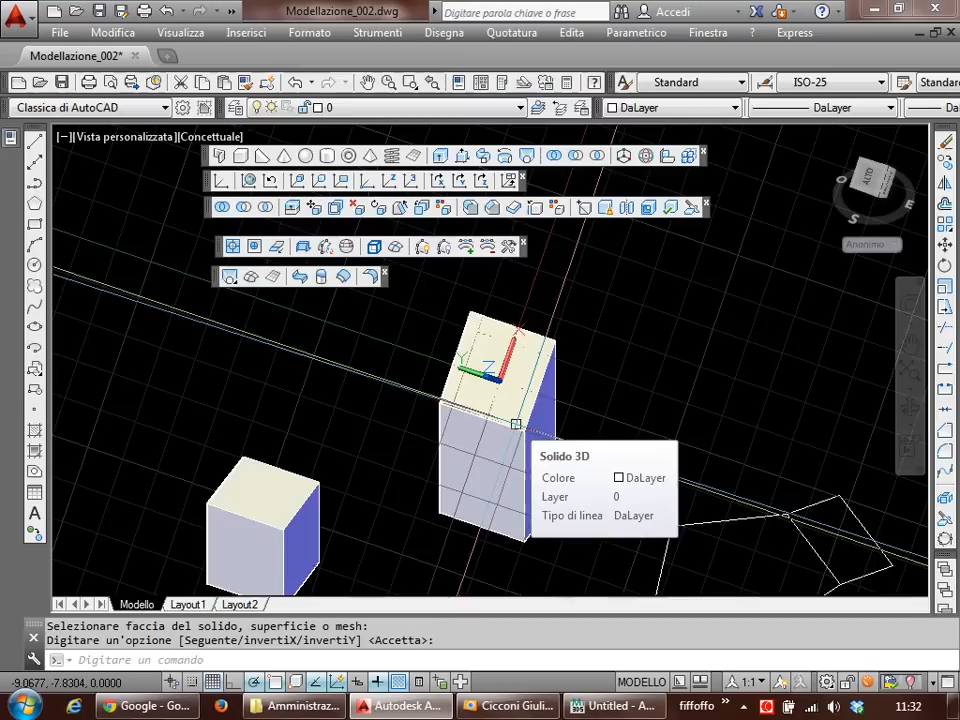 Modellazione_002.dwg
Digitare parola chiave o frase
Accedi
File Modifica Visualizza Inserisci Formato Strumenti Disegna Quotatura Edita Parametrico Finestra Express
Modellazione_002*
Standard ISO-25 Standard
Classica di AutoCAD 0 DaLayer DaLayer
[−][Vista personalizzata][Concettuale]
ALTO
O
E
S
Anonimo
X
Y
Z
Solido 3D
Colore DaLayer
Layer 0
Tipo di linea DaLayer
Modello Layout1 Layout2
Selezionare faccia del solido, superficie o mesh:
Digitare un'opzione [Seguente/invertiX/invertiY] <Accetta>:
Digitare un comando
-9.0677, -7.8304, 0.0000 MODELLO 1:1
Google - Go... Amministraz... Autodesk A... Cicconi Giuli... Untitled - A... fiffoffo 11:32